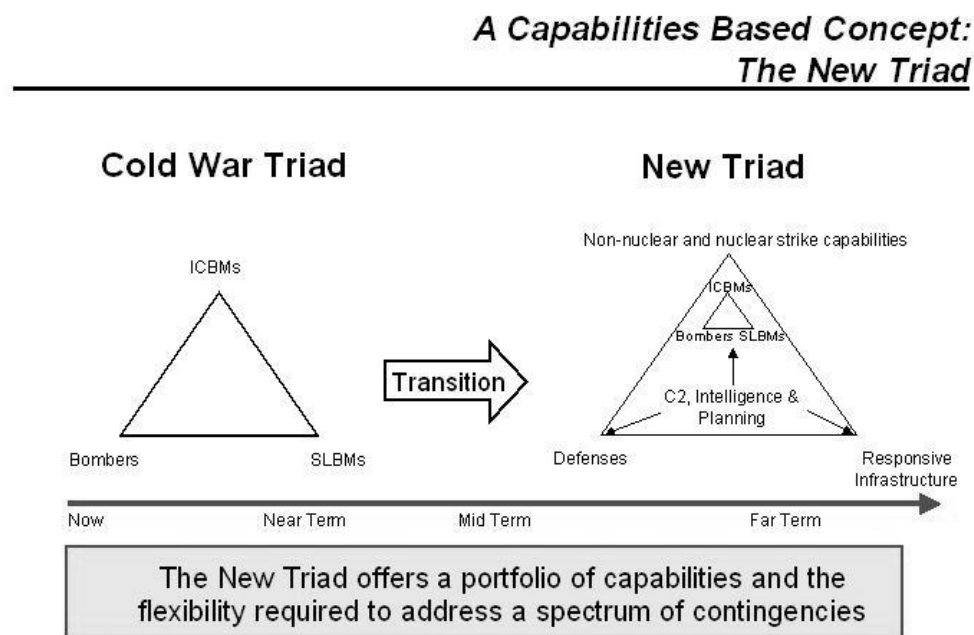 A Capabilities Based Concept:
The New Triad
Cold War Triad
ICBMs
Bombers
SLBMs
Transition
New Triad
Non-nuclear and nuclear strike capabilities
ICBMs
Bombers SLBMs
C2, Intelligence &
Planning
Defenses
Responsive
Infrastructure
Now
Near Term
Mid Term
Far Term
The New Triad offers a portfolio of capabilities and the
flexibility required to address a spectrum of contingencies